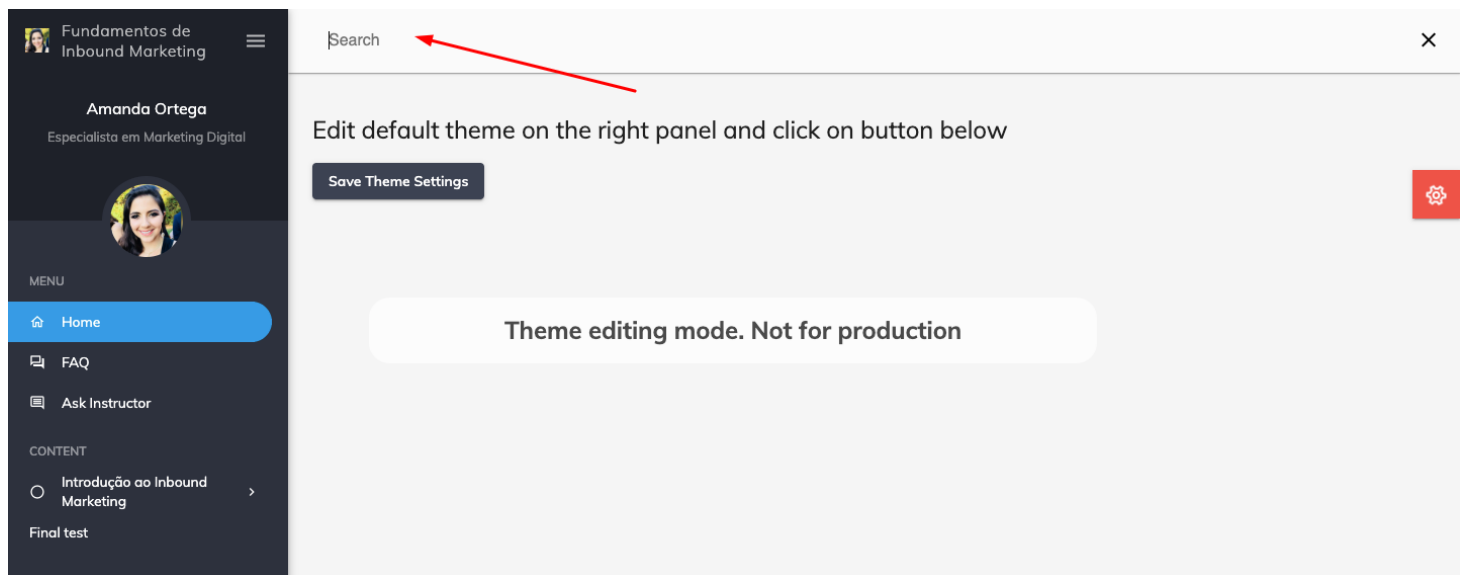 Fundamentos de
Inbound Marketing
Search
Amanda Ortega
Especialista em Marketing Digital
Edit default theme on the right panel and click on button below
Save Theme Settings
MENU
Home
FAQ
Ask Instructor
Theme editing mode. Not for production
CONTENT
Introdução ao Inbound
Marketing
Final test